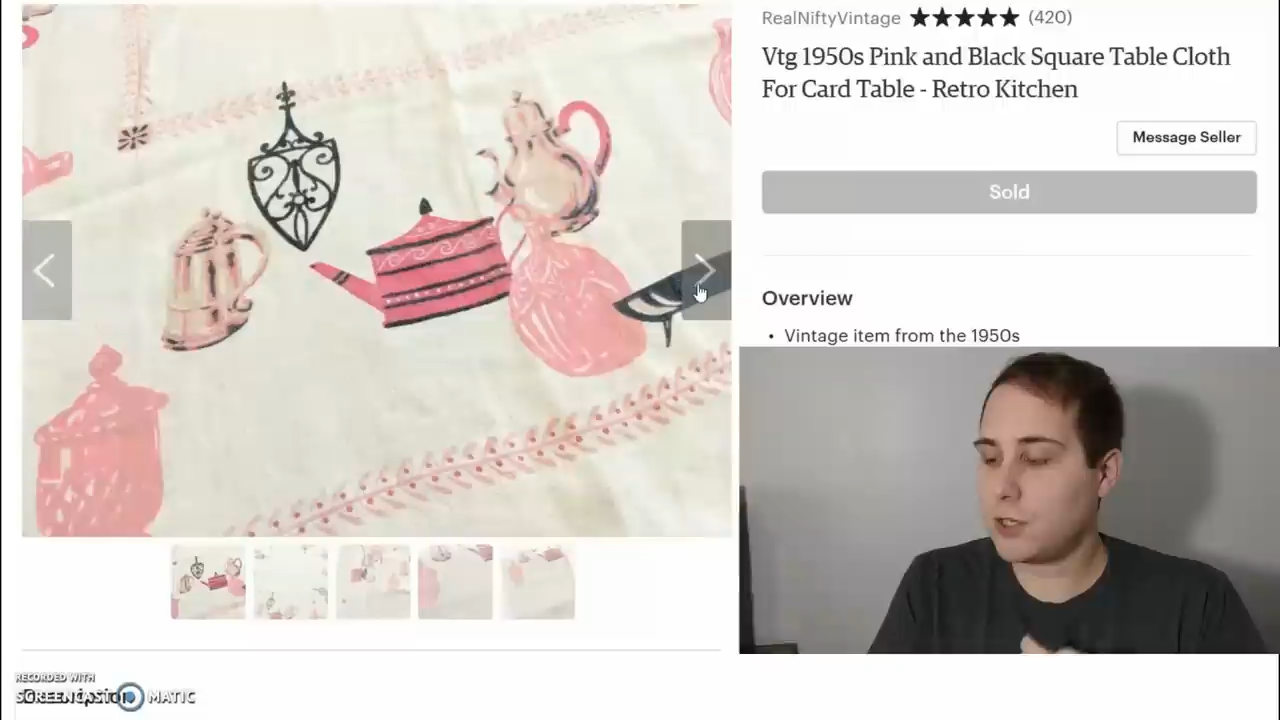 RealNiftyVintage ★★★★★ (420)
Vtg 1950s Pink and Black Square Table Cloth
For Card Table - Retro Kitchen
Message Seller
Sold
Overview
• Vintage item from the 1950s
RECORDED WITH
SCREENCAST MATIC
Description